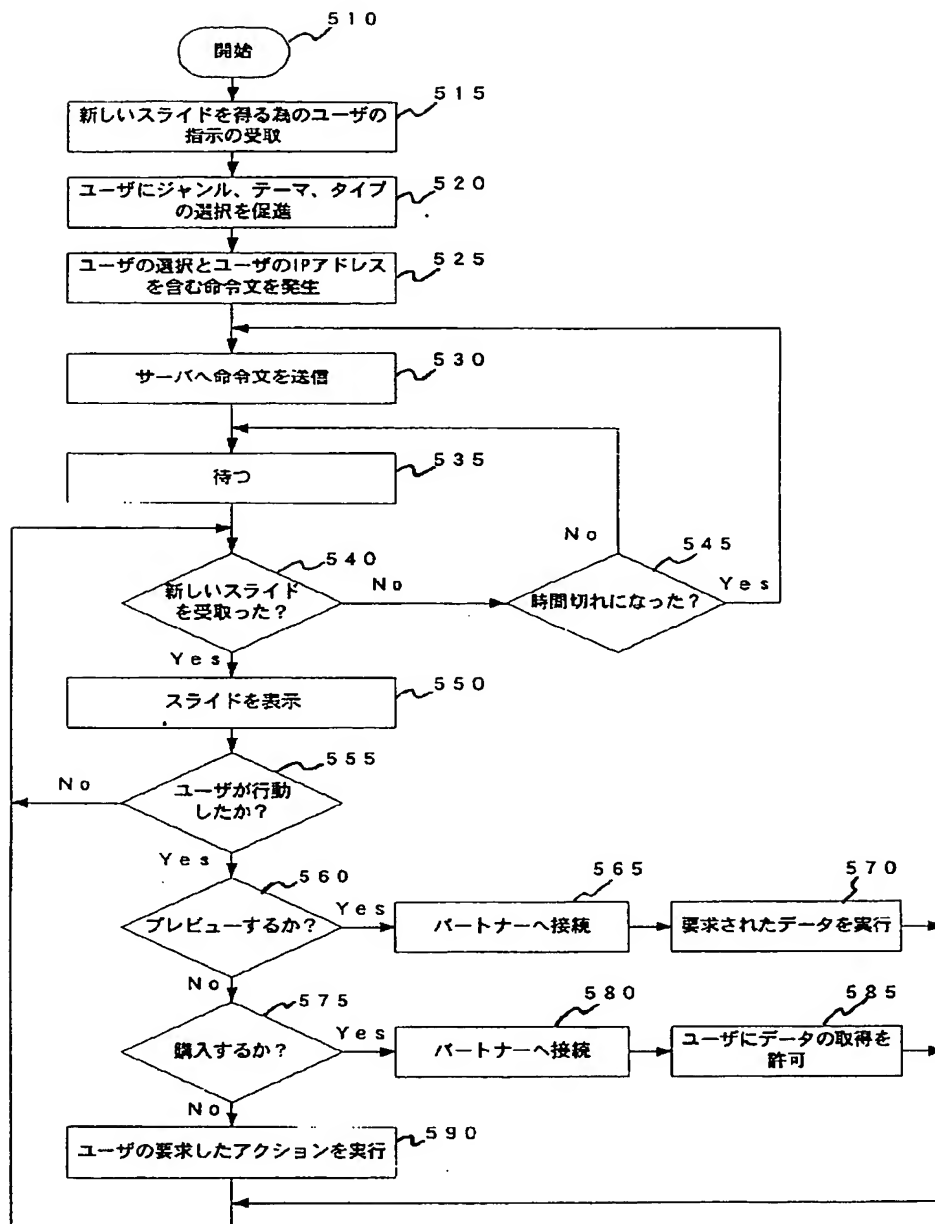 510
開始
515
新しいスライドを得る為のユーザの
指示の受取
520
ユーザにジャンル、テーマ、タイプ
の選択を促進
525
ユーザの選択とユーザのIPアドレス
を含む命令文を発生
530
サーバへ命令文を送信
535
待つ
540
新しいスライド
を受取った?
No
Yes
545
時間切れになった?
No
Yes
550
スライドを表示
555
ユーザが行動
したか?
No
Yes
560
プレビューするか?
Yes
No
565
パートナーへ接続
570
要求されたデータを実行
575
購入するか?
Yes
No
580
パートナーへ接続
585
ユーザにデータの取得を
許可
590
ユーザの要求したアクションを実行